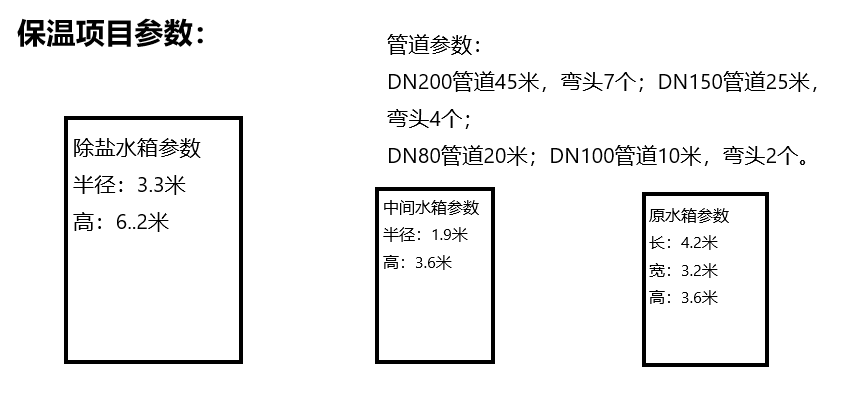 保温项目参数：
管道参数：
DN200管道45米，弯头7个；DN150管道25米，
弯头4个；
DN80管道20米；DN100管道10米，弯头2个。
除盐水箱参数
半径：3.3米
高：6..2米
中间水箱参数
半径：1.9米
高：3.6米
原水箱参数
长：4.2米
宽：3.2米
高：3.6米